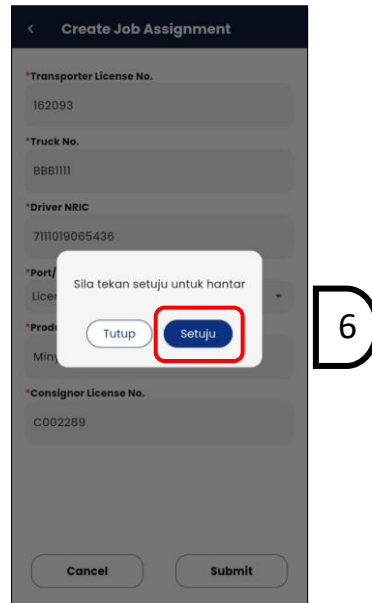 < Create Job Assignment
*Transporter License No.
162093
*Truck No.
BBB1111
*Driver NRIC
7111019065436
*Port/
Licen
Sila tekan setuju untuk hantar
*Produ
Tutup Setuju
Miny
*Consignor License No.
C002289
Cancel Submit
6